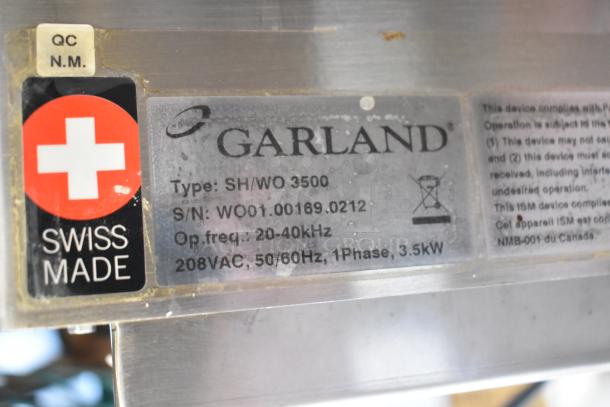 QC
N.M.
SWISS
MADE
GARLAND®
Type: SH/WO 3500
S/N: WO01.00169.0212
Op.freq.: 20-40kHz
208VAC, 50/60Hz, 1Phase, 3.5kW
This device complies with
Operation is subject to the
(1) This device may not
and (2) this device must
received, including
undesired operation.
This ISM device
Cet appareil ISM est
NMB-001 du Canada